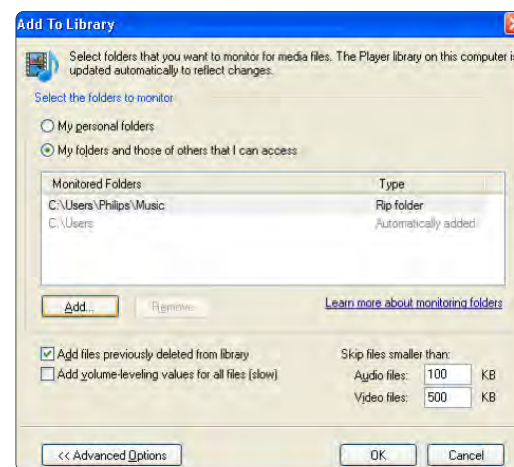 Add To Library
Select folders that you want to monitor for media files. The Player library on this computer
updated automatically to reflect changes.
Select the folders to monitor
My personal folders
My folders and those of others that I can access
Monitored Folders Type
C:\Users\Philips\Music Rip folder
C:\Users Automatically added
Add... Remove
Learn more about monitoring folders
Add files previously deleted from library
Add volume-leveling values for all files (slow)
Skip files smaller than:
Audio files: 100 KB
Video files: 500 KB
<< Advanced Options OK Cancel